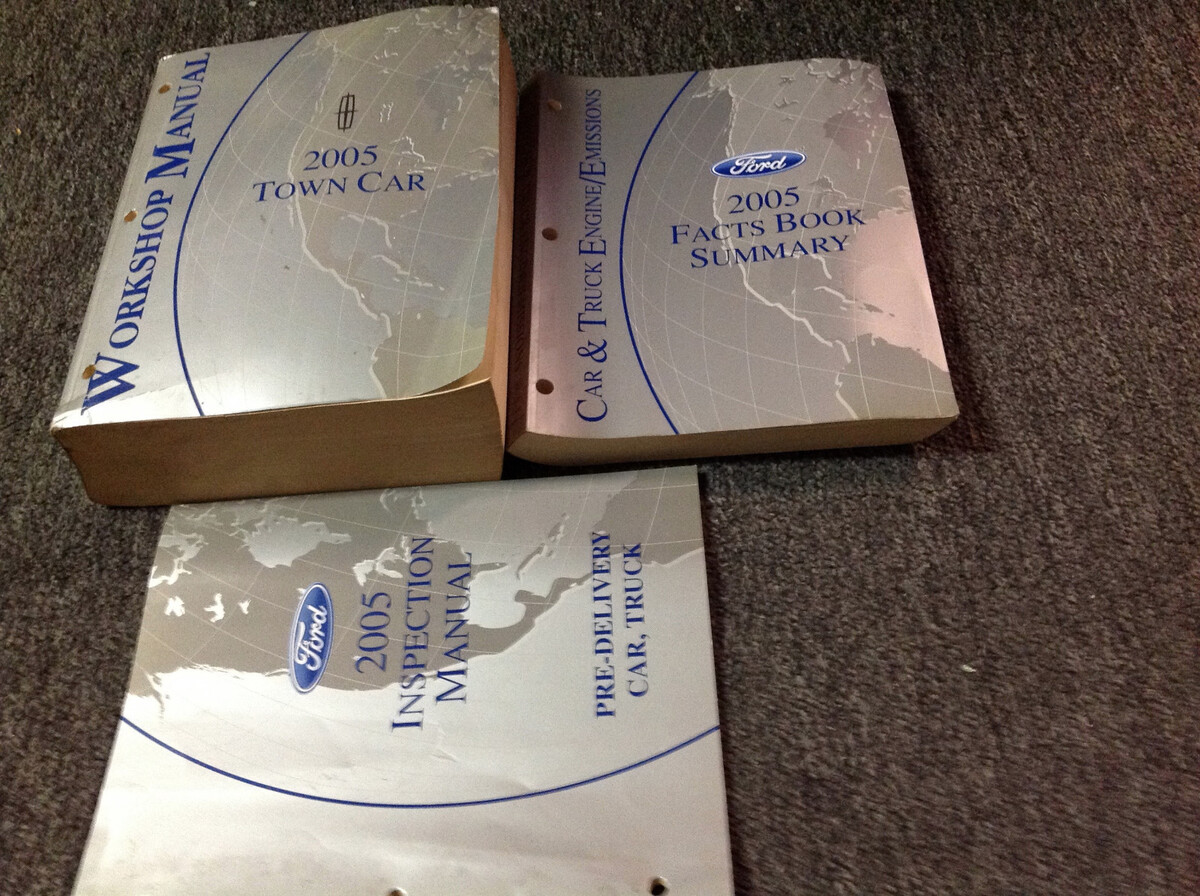 WORKSHOP MANUAL
2005
TOWN CAR
CAR & TRUCK ENGINE/EMISSIONS
Ford
2005
FACTS BOOK
SUMMARY
Ford
2005
INSPECTION
MANUAL
PRE-DELIVERY
CAR, TRUCK